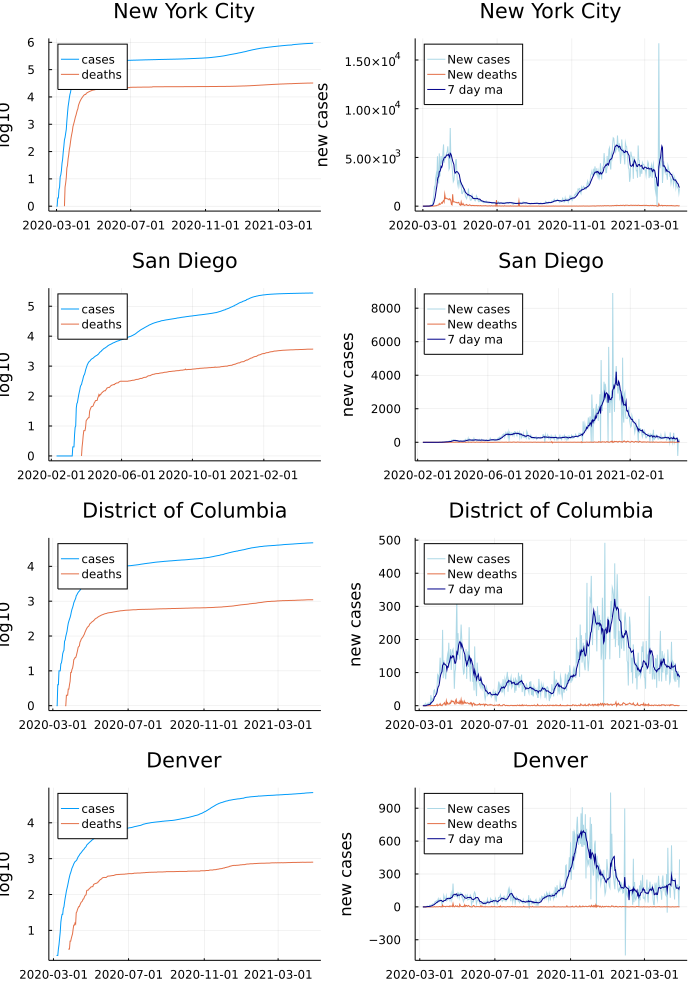 New York City
6
5
4
3
2
1
0
log10
cases
deaths
2020-03-01 2020-07-01 2020-11-01 2021-03-01
New York City
1.50×10⁴
1.00×10⁴
5.00×10³
0
new cases
New cases
New deaths
7 day ma
2020-03-01 2020-07-01 2020-11-01 2021-03-01
San Diego
5
4
3
2
1
0
log10
cases
deaths
2020-02-01 2020-06-01 2020-10-01 2021-02-01
San Diego
8000
6000
4000
2000
0
new cases
New cases
New deaths
7 day ma
2020-02-01 2020-06-01 2020-10-01 2021-02-01
District of Columbia
4
3
2
1
0
log10
cases
deaths
2020-03-01 2020-07-01 2020-11-01 2021-03-01
District of Columbia
500
400
300
200
100
0
new cases
New cases
New deaths
7 day ma
2020-03-01 2020-07-01 2020-11-01 2021-03-01
Denver
4
3
2
1
log10
cases
deaths
2020-03-01 2020-07-01 2020-11-01 2021-03-01
Denver
900
600
300
0
−300
new cases
New cases
New deaths
7 day ma
2020-03-01 2020-07-01 2020-11-01 2021-03-01